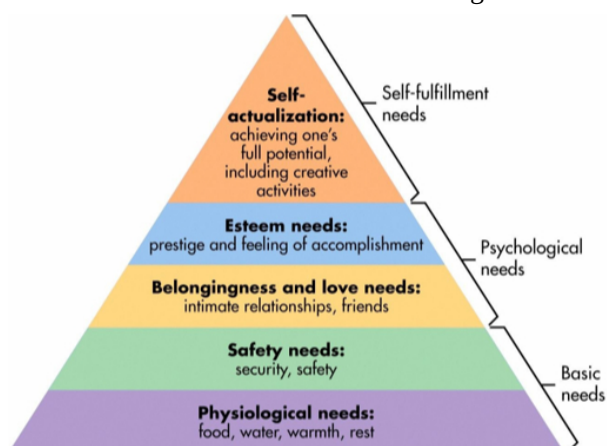 Self-
actualization:
achieving one's
full potential,
including creative
activities
Self-fulfillment
needs
Esteem needs:
prestige and feeling of accomplishment
Psychological
needs
Belongingness and love needs:
intimate relationships, friends
Safety needs:
security, safety
Basic
needs
Physiological needs:
food, water, warmth, rest